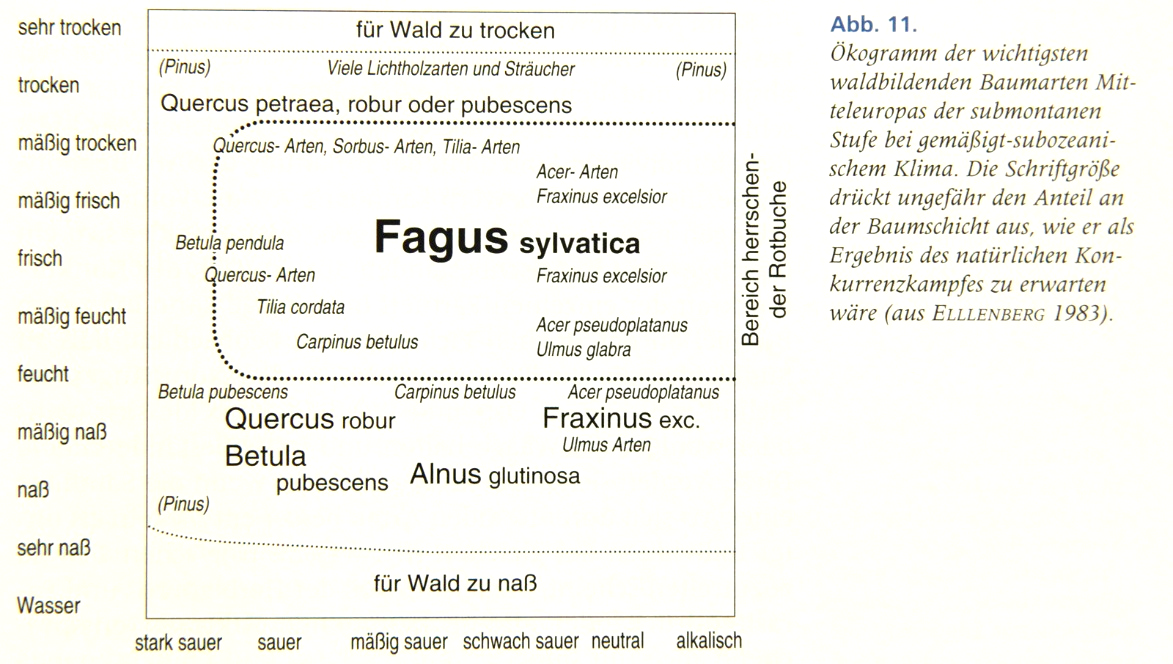 sehr trocken
trocken
mäßig trocken
mäßig frisch
frisch
mäßig feucht
feucht
mäßig naß
naß
sehr naß
Wasser
für Wald zu trocken
(Pinus) Viele Lichtholzarten und Sträucher (Pinus)
Quercus petraea, robur oder pubescens
Quercus- Arten, Sorbus- Arten, Tilia- Arten
Acer- Arten
Fraxinus excelsior
Fagus sylvatica
Betula pendula
Quercus- Arten
Fraxinus excelsior
Tilia cordata
Acer pseudoplatanus
Carpinus betulus
Ulmus glabra
Betula pubescens Carpinus betulus Acer pseudoplatanus
Quercus robur
Fraxinus exc.
Ulmus Arten
Betula
pubescens
Alnus glutinosa
(Pinus)
für Wald zu naß
stark sauer sauer mäßig sauer schwach sauer neutral alkalisch
Bereich herrschen-
der Rotbuche
Abb. 11.
Ökogramm der wichtigsten
waldbildenden Baumarten Mit-
teleuropas der submontanen
Stufe bei gemäßigt-subozeani-
schem Klima. Die Schriftgröße
drückt ungefähr den Anteil an
der Baumschicht aus, wie er als
Ergebnis des natürlichen Kon-
kurrenzkampfes zu erwarten
wäre (aus ELLLENBERG 1983).